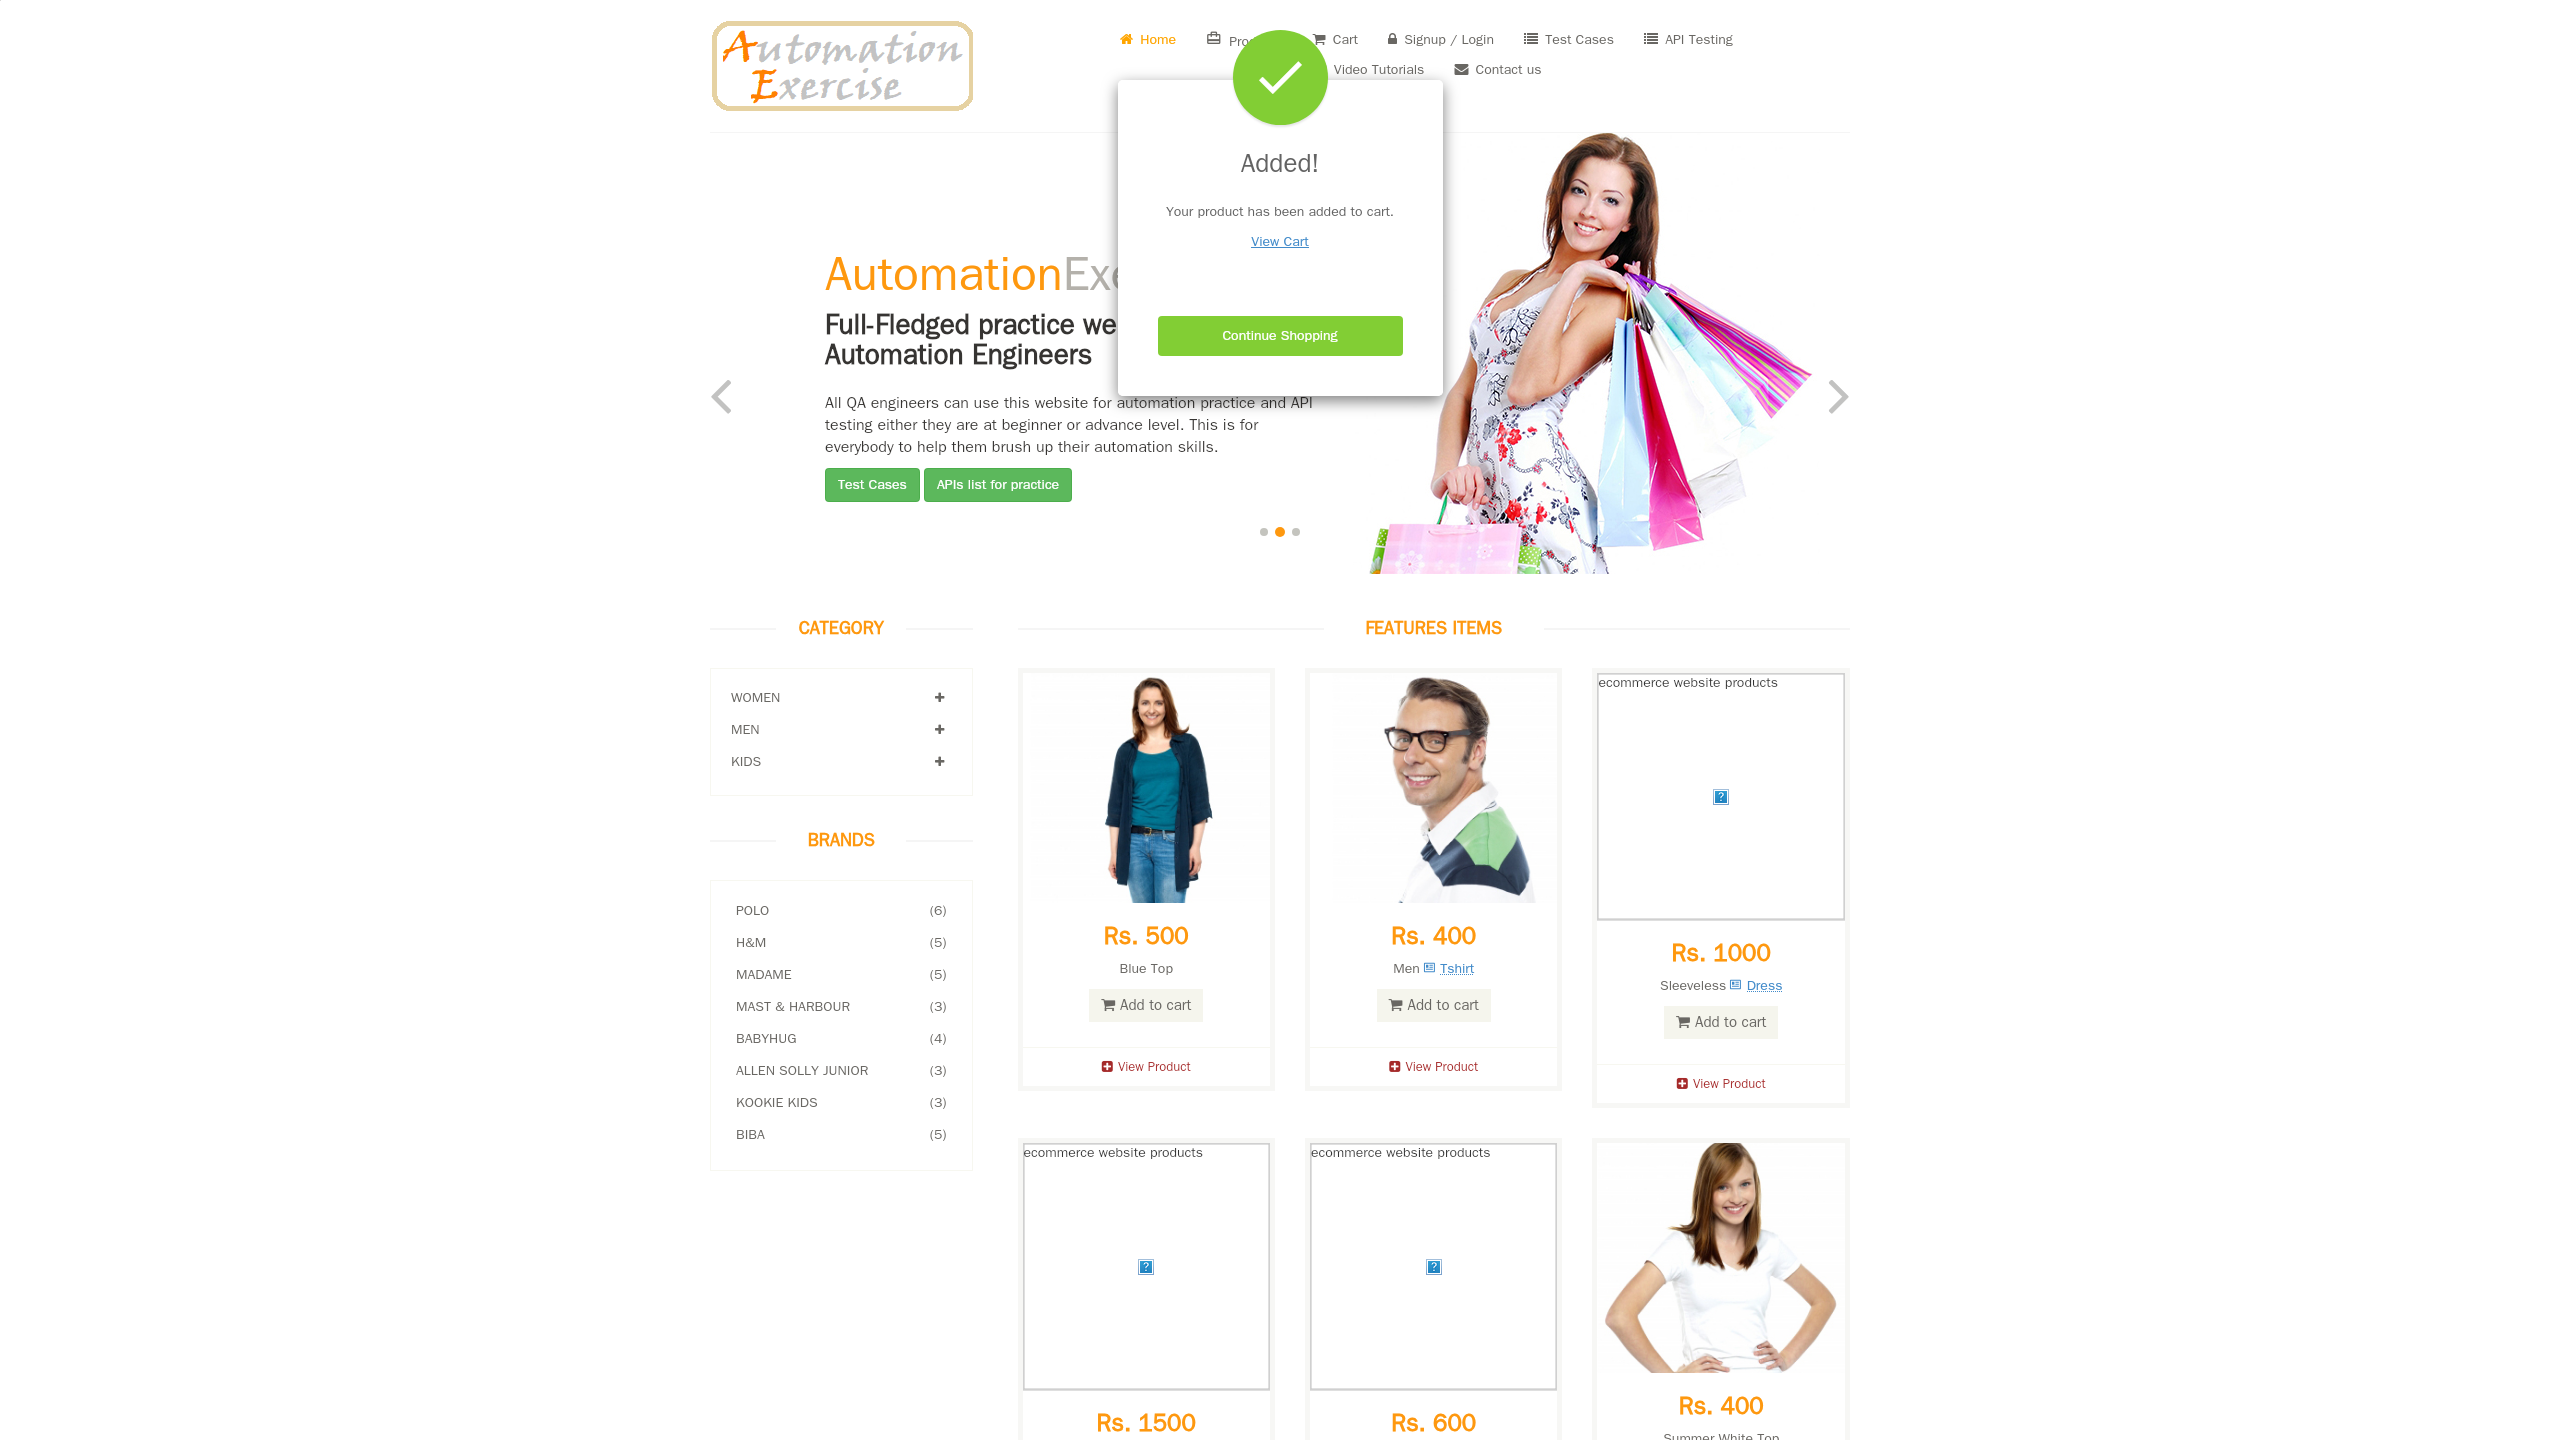 Automation
Exercise
Home
Cart
Signup / Login
Test Cases
API Testing
Video Tutorials
Contact us
Added!
Your product has been added to cart.
View Cart
Continue Shopping
Automation
Full-Fledged practice we
Automation Engineers
All QA engineers can use this website for automation practice and API
testing either they are at beginner or advance level. This is for
everybody to help them brush up their automation skills.
Test Cases
APIs list for practice
CATEGORY
WOMEN
MEN
KIDS
BRANDS
POLO (6)
H&M (5)
MADAME (5)
MAST & HARBOUR (3)
BABYHUG (4)
ALLEN SOLLY JUNIOR (3)
KOOKIE KIDS (3)
BIBA (5)
FEATURES ITEMS
Rs. 500
Blue Top
Add to cart
View Product
Rs. 400
Men Tshirt
Add to cart
View Product
ecommerce website products
Rs. 1000
Sleeveless Dress
Add to cart
View Product
ecommerce website products
Rs. 1500
ecommerce website products
Rs. 600
Rs. 400
Summer White Top